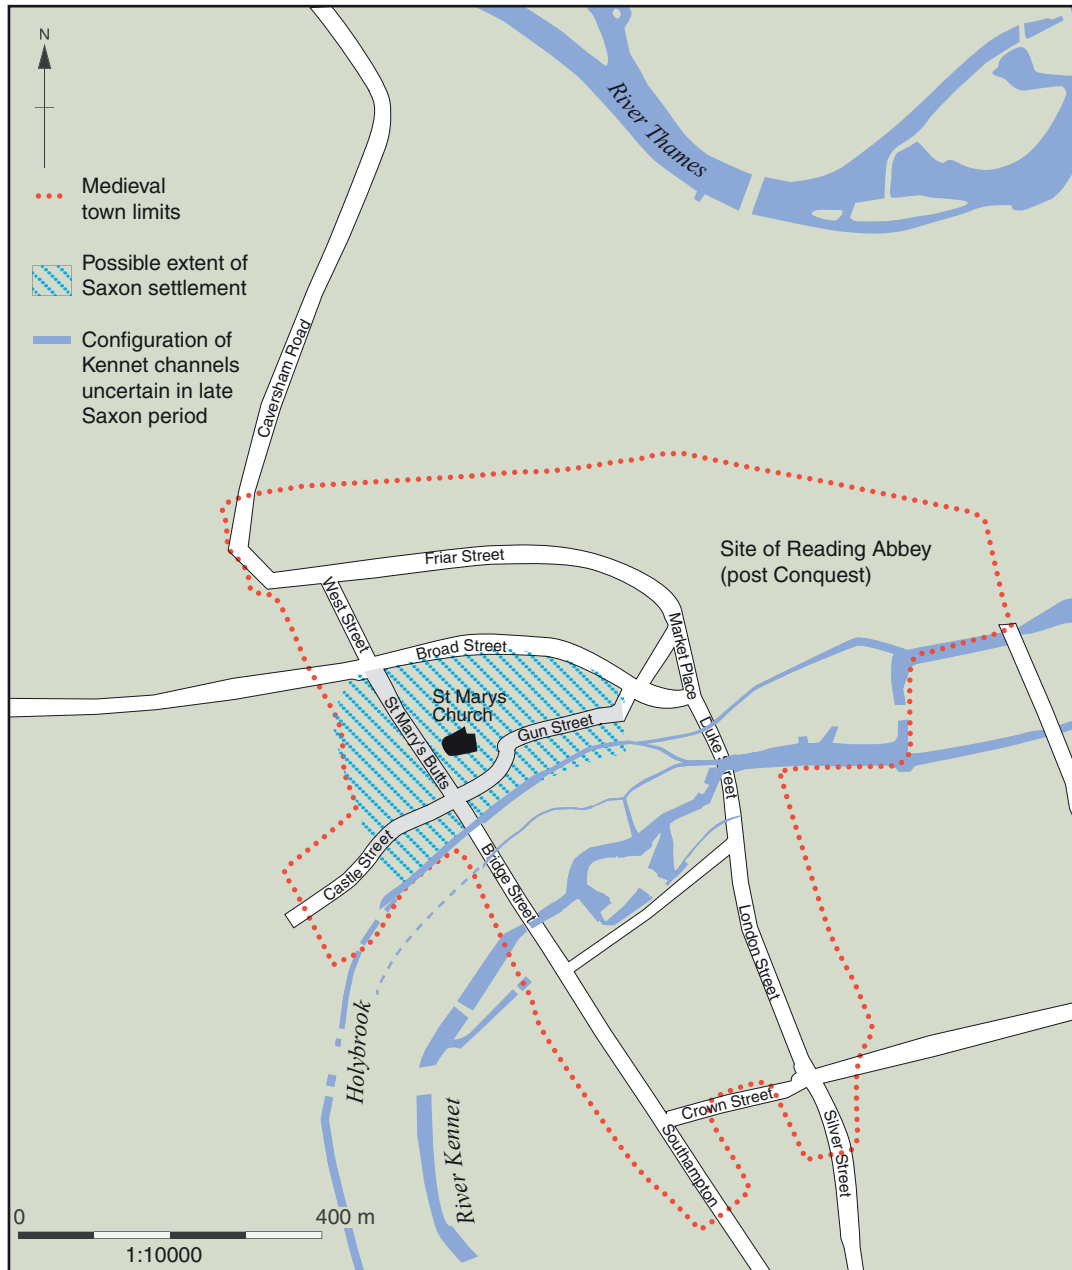 N
River Thames
Medieval
town limits
Possible extent of
Saxon settlement
Configuration of
Kennet channels
uncertain in late
Saxon period
Caversham Road
Site of Reading Abbey
(post Conquest)
Friar Street
West Street
Market Place
Broad Street
St Marys
Church
St Mary's Butts
Gun Street
Duke Street
Castle Street
Bridge Street
London Street
Holybrook
River Kennet
Crown Street
Southampton
Silver Street
0 400 m
1:10000